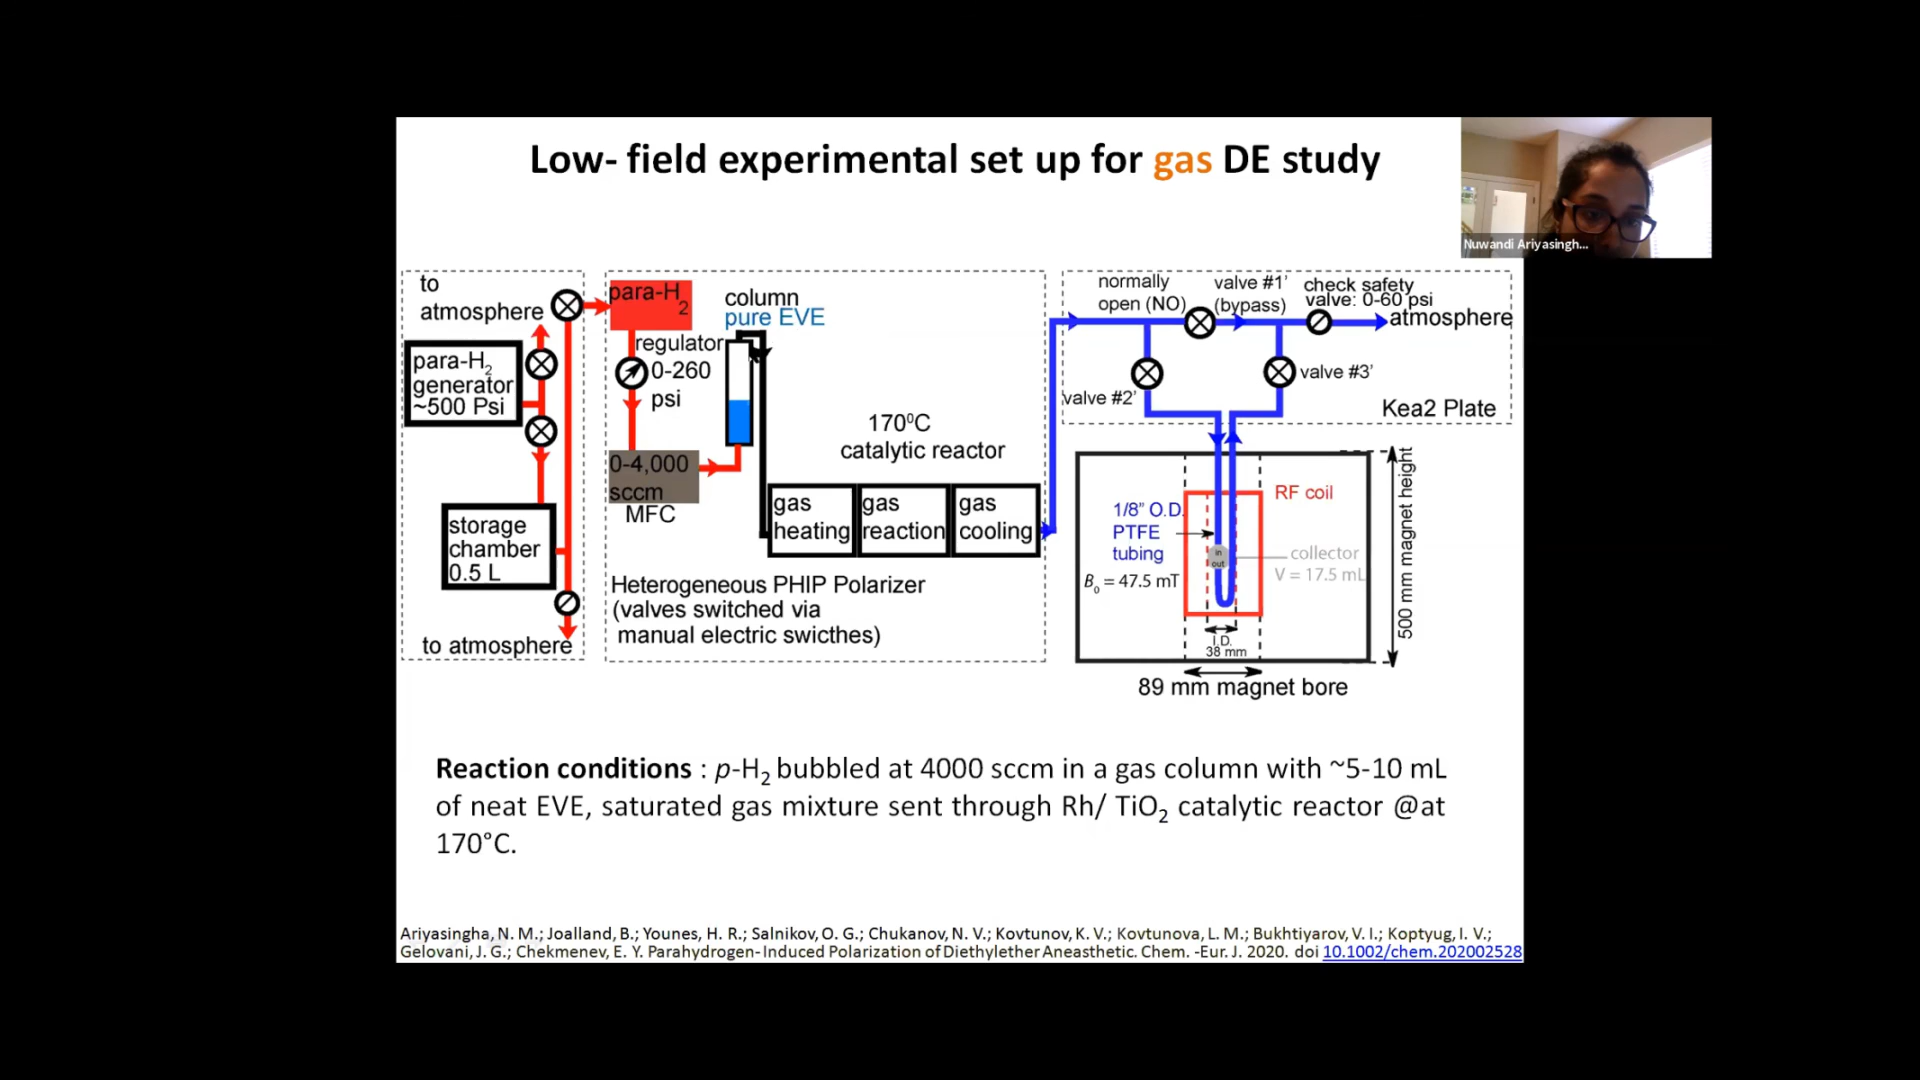 Low- field experimental set up for gas DE study
Nuwandi Ariyasingh...
to
atmosphere
para-H2
generator
~500 Psi
storage
chamber
0.5 L
to atmosphere
para-H2
regulator
0-260
psi
column
pure EVE
0-4,000
sccm
MFC
170⁰C
catalytic reactor
gas
heating
gas
reaction
gas
cooling
Heterogeneous PHIP Polarizer
(valves switched via
manual electric swicthes)
normally
open (NO)
valve #1'
(bypass)
check safety
valve: 0-60 psi
atmosphere
valve #2'
valve #3'
Kea2 Plate
1/8” O.D.
PTFE
tubing
B0 = 47.5 mT
RF coil
in
out
collector
V = 17.5 mL
I.D.
38 mm
500 mm magnet height
89 mm magnet bore
Reaction conditions : p-H2 bubbled at 4000 sccm in a gas column with ~5-10 mL
of neat EVE, saturated gas mixture sent through Rh/ TiO2 catalytic reactor @at
170°C.
Ariyasingha, N. M.; Joalland, B.; Younes, H. R.; Salnikov, O. G.; Chukanov, N. V.; Kovtunov, K. V.; Kovtunova, L. M.; Bukhtiyarov, V. I.; Koptyug, I. V.;
Gelovani, J. G.; Chekmenev, E. Y. Parahydrogen- Induced Polarization of Diethylether Aneasthetic. Chem. -Eur. J. 2020. doi 10.1002/chem.202002528